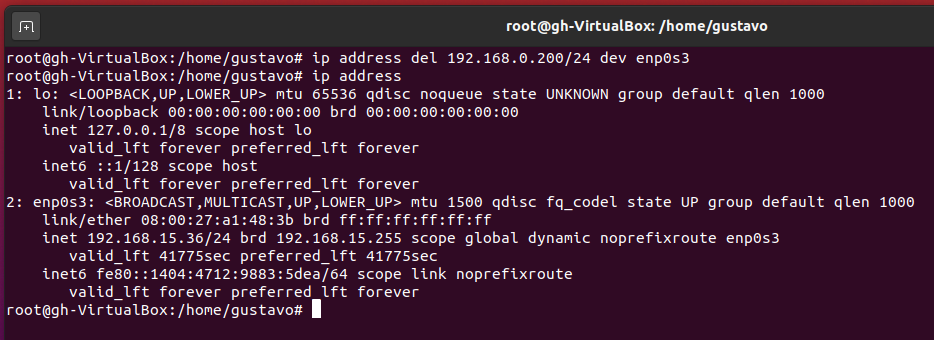 root@gh-VirtualBox: /home/gustavo
root@gh-VirtualBox:/home/gustavo# ip address del 192.168.0.200/24 dev enp0s3
root@gh-VirtualBox:/home/gustavo# ip address
1: lo: <LOOPBACK,UP,LOWER_UP> mtu 65536 qdisc noqueue state UNKNOWN group default qlen 1000
    link/loopback 00:00:00:00:00:00 brd 00:00:00:00:00:00
    inet 127.0.0.1/8 scope host lo
       valid_lft forever preferred_lft forever
    inet6 ::1/128 scope host
       valid_lft forever preferred_lft forever
2: enp0s3: <BROADCAST,MULTICAST,UP,LOWER_UP> mtu 1500 qdisc fq_codel state UP group default qlen 1000
    link/ether 08:00:27:a1:48:3b brd ff:ff:ff:ff:ff:ff
    inet 192.168.15.36/24 brd 192.168.15.255 scope global dynamic noprefixroute enp0s3
       valid_lft 41775sec preferred_lft 41775sec
    inet6 fe80::1404:4712:9883:5dea/64 scope link noprefixroute
       valid_lft forever preferred_lft forever
root@gh-VirtualBox:/home/gustavo#